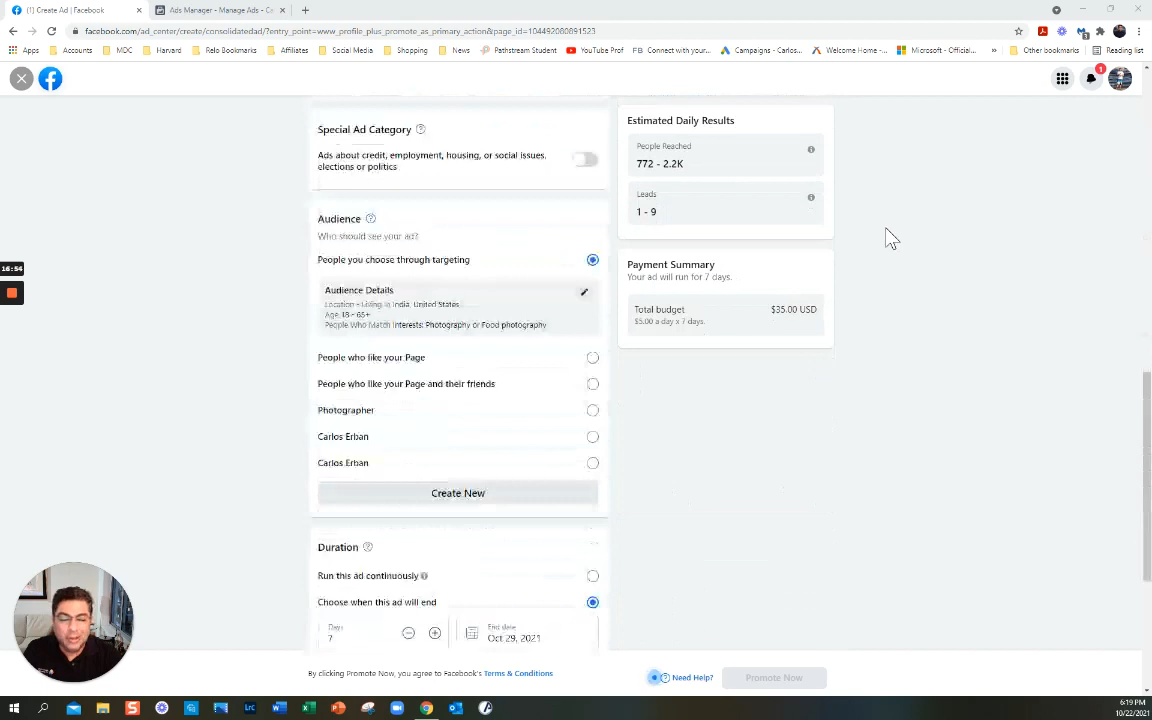 (1) Create Ad | Facebook
Ads Manager - Manage Ads - C
facebook.com/ad_center/create/consolidatedad/?entry_point=www_profile_plus_promote_as_primary_action&page_id=104492080891523
Apps
Accounts
MDC
Harvard
Relo Bookmarks
Affiliates
Social Media
Shopping
News
Pathstream Student
YouTube Prof
FB Connect with your...
Campaigns - Carlos...
Welcome Home -...
Microsoft - Official...
»
Other bookmarks
Reading list
1
Special Ad Category
Ads about credit, employment, housing, or social issues,
elections or politics
Audience
Who should see your ad?
People you choose through targeting
Audience Details
Location - Living In India, United States
Age 18 - 65+
People Who Match Interests: Photography or Food photography
People who like your Page
People who like your Page and their friends
Photographer
Carlos Erban
Carlos Erban
Create New
Duration
Run this ad continuously
Choose when this ad will end
Days
7
End date
Oct 29, 2021
Estimated Daily Results
People Reached
772 - 2.2K
Leads
1 - 9
Payment Summary
Your ad will run for 7 days.
Total budget
$35.00 USD
$5.00 a day x 7 days.
16:54
By clicking Promote Now, you agree to Facebook's Terms & Conditions
Need Help?
Promote Now
6:19 PM
10/22/2021